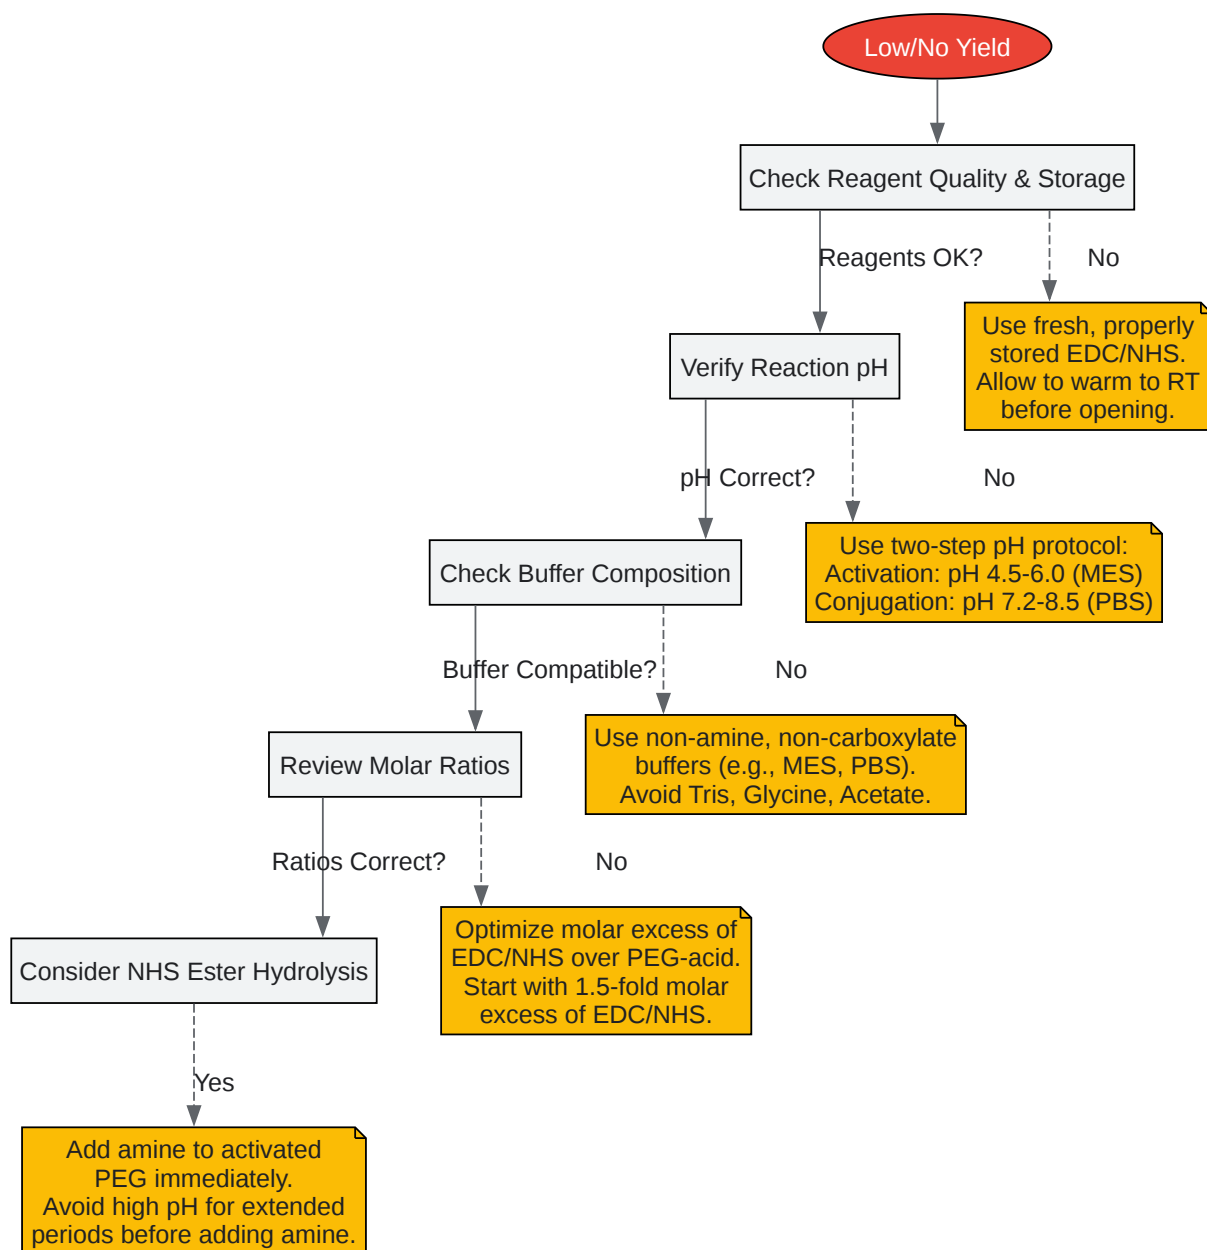 Low/No Yield
Check Reagent Quality & Storage
Reagents OK?
No
Use fresh, properly
stored EDC/NHS.
Allow to warm to RT
before opening.
Verify Reaction pH
pH Correct?
No
Use two-step pH protocol:
Activation: pH 4.5-6.0 (MES)
Conjugation: pH 7.2-8.5 (PBS)
Check Buffer Composition
Buffer Compatible?
No
Use non-amine, non-carboxylate
buffers (e.g., MES, PBS).
Avoid Tris, Glycine, Acetate.
Review Molar Ratios
Ratios Correct?
No
Optimize molar excess of
EDC/NHS over PEG-acid.
Start with 1.5-fold molar
excess of EDC/NHS.
Consider NHS Ester Hydrolysis
Yes
Add amine to activated
PEG immediately.
Avoid high pH for extended
periods before adding amine.